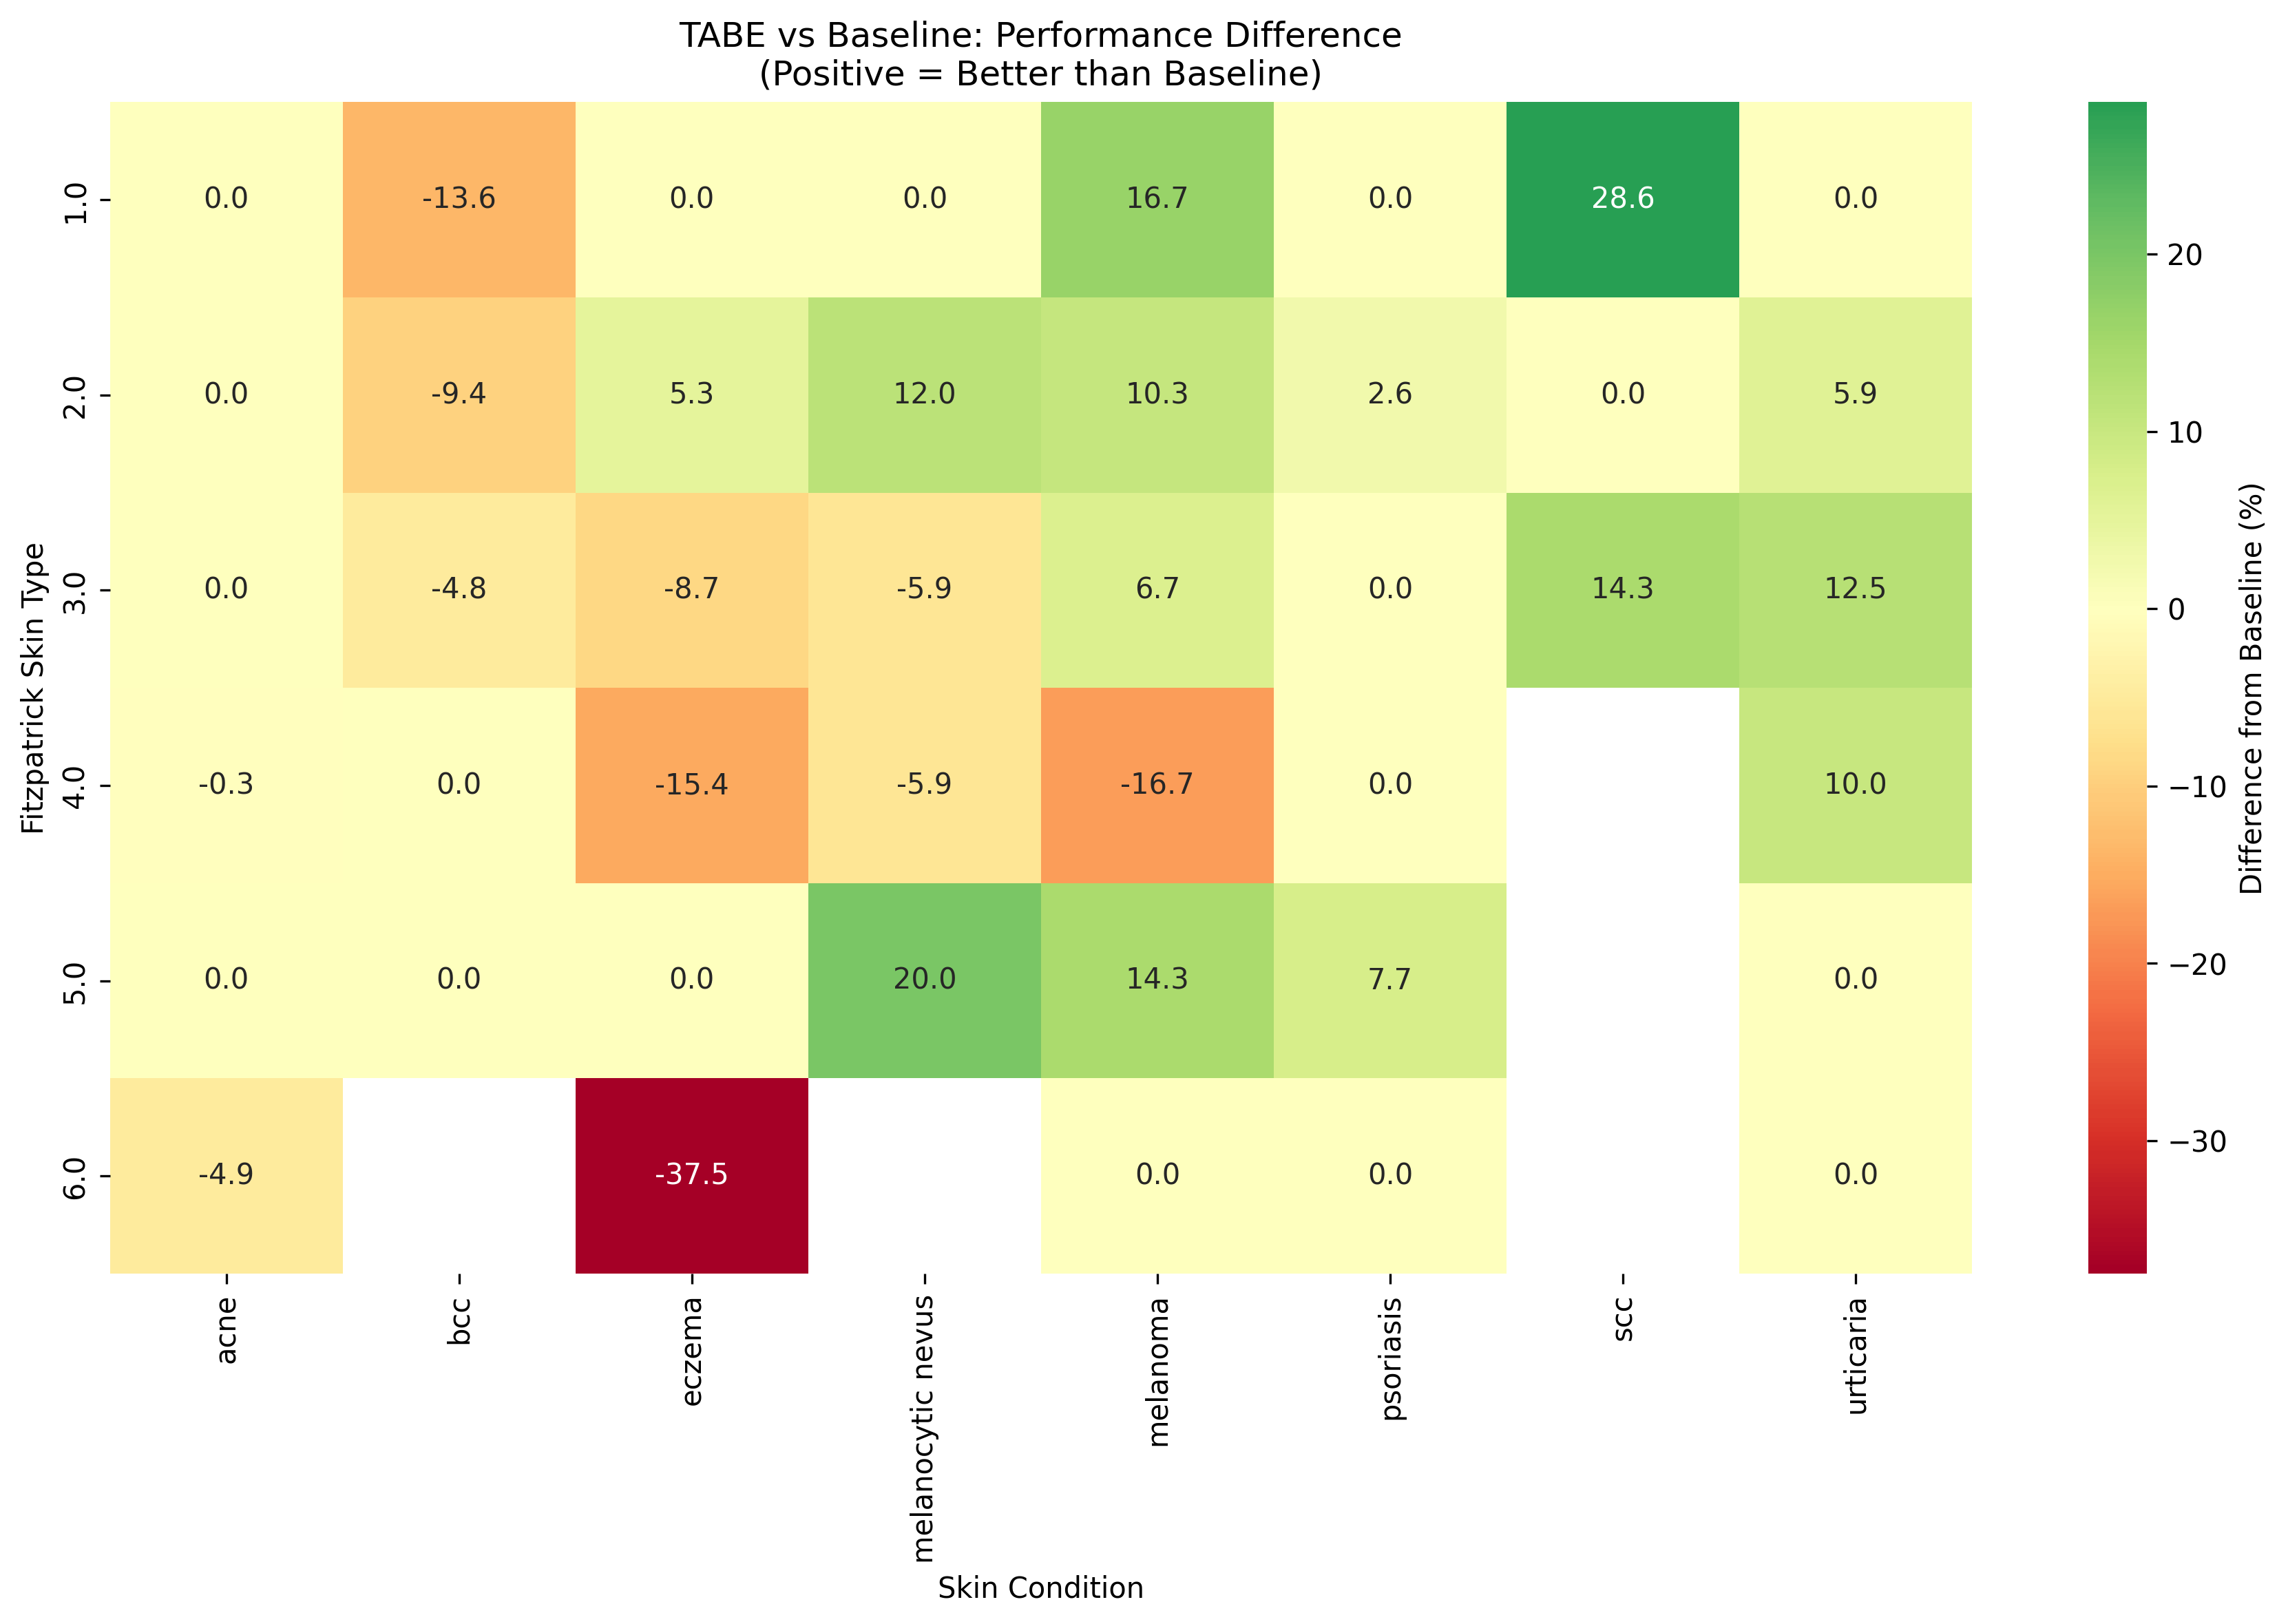 TABE vs Baseline: Performance Difference
(Positive = Better than Baseline)
Fitzpatrick Skin Type
1.0 0.0 -13.6 0.0 0.0 16.7 0.0 28.6 0.0
2.0 0.0 -9.4 5.3 12.0 10.3 2.6 0.0 5.9
3.0 0.0 -4.8 -8.7 -5.9 6.7 0.0 14.3 12.5
4.0 -0.3 0.0 -15.4 -5.9 -16.7 0.0 10.0
5.0 0.0 0.0 0.0 20.0 14.3 7.7 0.0
6.0 -4.9 -37.5 0.0 0.0 0.0
acne
bcc
eczema
melanocytic nevus
melanoma
psoriasis
scc
urticaria
Skin Condition
20
10
0
−10
−20
−30
Difference from Baseline (%)